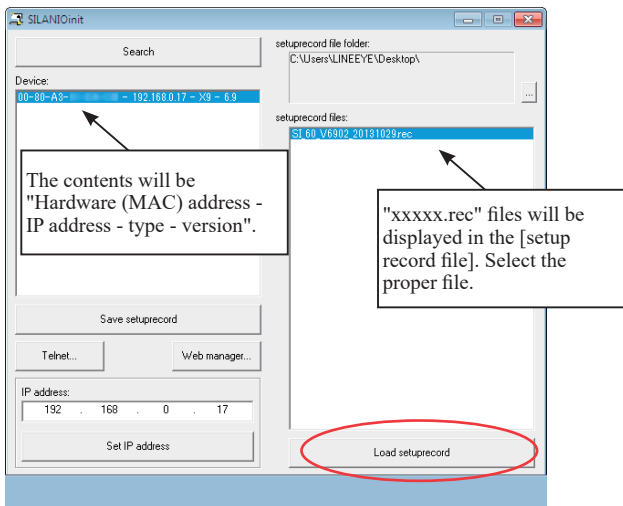 SILANIOinit
Search
Device:
00-80-A3- - 192.168.0.17 - X9 - 6.9
The contents will be
"Hardware (MAC) address -
IP address - type - version".
Save setuprecord
Telnet... Web manager...
IP address:
192 . 168 . 0 . 17
Set IP address
setuprecord file folder:
C:\Users\LINEEYE\Desktop\
...
setuprecord files:
SI_60_V6902_20131029.rec
"xxxxx.rec" files will be
displayed in the [setup
record file]. Select the
proper file.
Load setuprecord